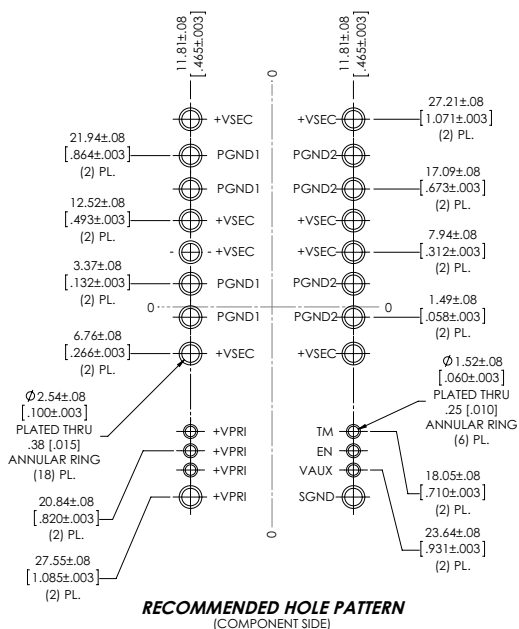 11.81±.08
[.465±.003]
11.81±.08
[.465±.003]
0
+VSEC
+VSEC
27.21±.08
[1.071±.003]
(2) PL.
21.94±.08
[.864±.003]
(2) PL.
PGND1
PGND2
PGND1
PGND2
17.09±.08
[.673±.003]
(2) PL.
12.52±.08
[.493±.003]
(2) PL.
+VSEC
+VSEC
+VSEC
+VSEC
7.94±.08
[.312±.003]
(2) PL.
3.37±.08
[.132±.003]
(2) PL.
PGND1
PGND2
0
0
PGND1
PGND2
1.49±.08
[.058±.003]
(2) PL.
6.76±.08
[.266±.003]
(2) PL.
+VSEC
+VSEC
Ø2.54±.08
[.100±.003]
PLATED THRU
.38 [.015]
ANNULAR RING
(18) PL.
Ø1.52±.08
[.060±.003]
PLATED THRU
.25 [.010]
ANNULAR RING
(6) PL.
+VPRI
TM
+VPRI
EN
+VPRI
VAUX
+VPRI
SGND
20.84±.08
[.820±.003]
(2) PL.
18.05±.08
[.710±.003]
(2) PL.
27.55±.08
[1.085±.003]
(2) PL.
23.64±.08
[.931±.003]
(2) PL.
0
RECOMMENDED HOLE PATTERN
(COMPONENT SIDE)